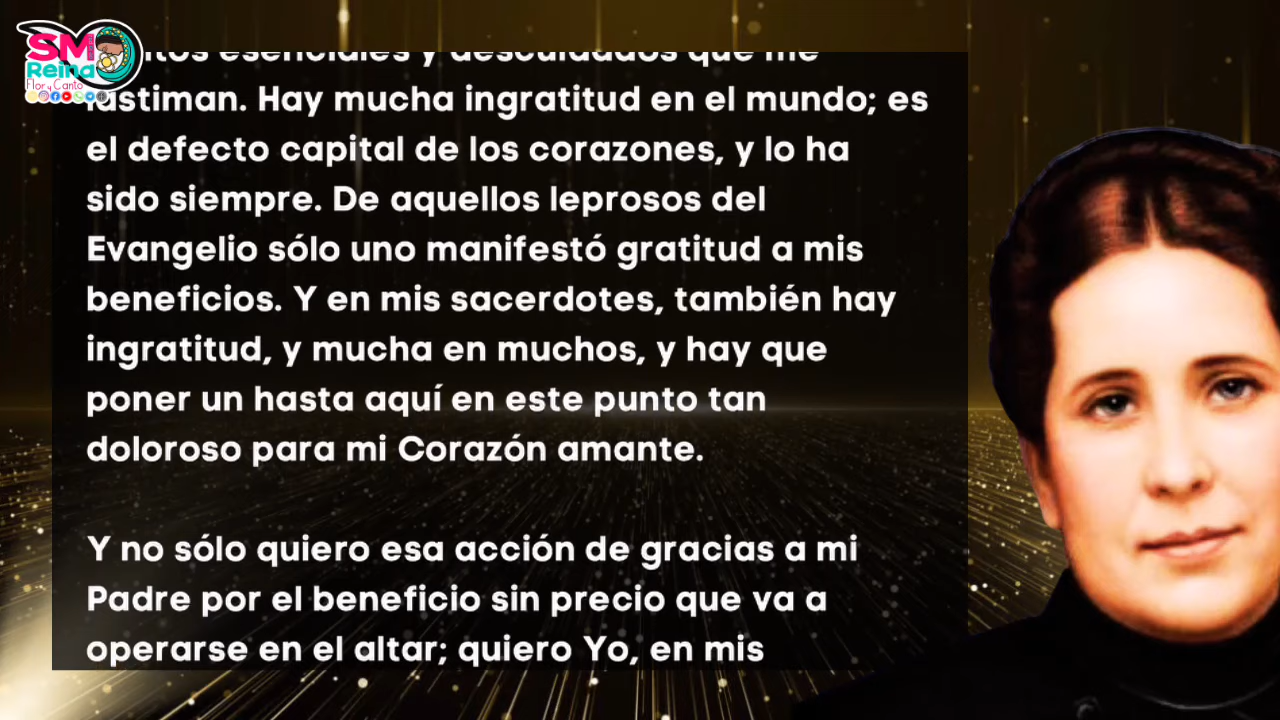 SM
Reina
Flor y Canto
esenciales y descuidados que me
lastiman. Hay mucha ingratitud en el mundo; es
el defecto capital de los corazones, y lo ha
sido siempre. De aquellos leprosos del
Evangelio sólo uno manifestó gratitud a mis
beneficios. Y en mis sacerdotes, también hay
ingratitud, y mucha en muchos, y hay que
poner un hasta aquí en este punto tan
doloroso para mi Corazón amante.
Y no sólo quiero esa acción de gracias a mi
Padre por el beneficio sin precio que va a
operarse en el altar; quiero Yo, en mis